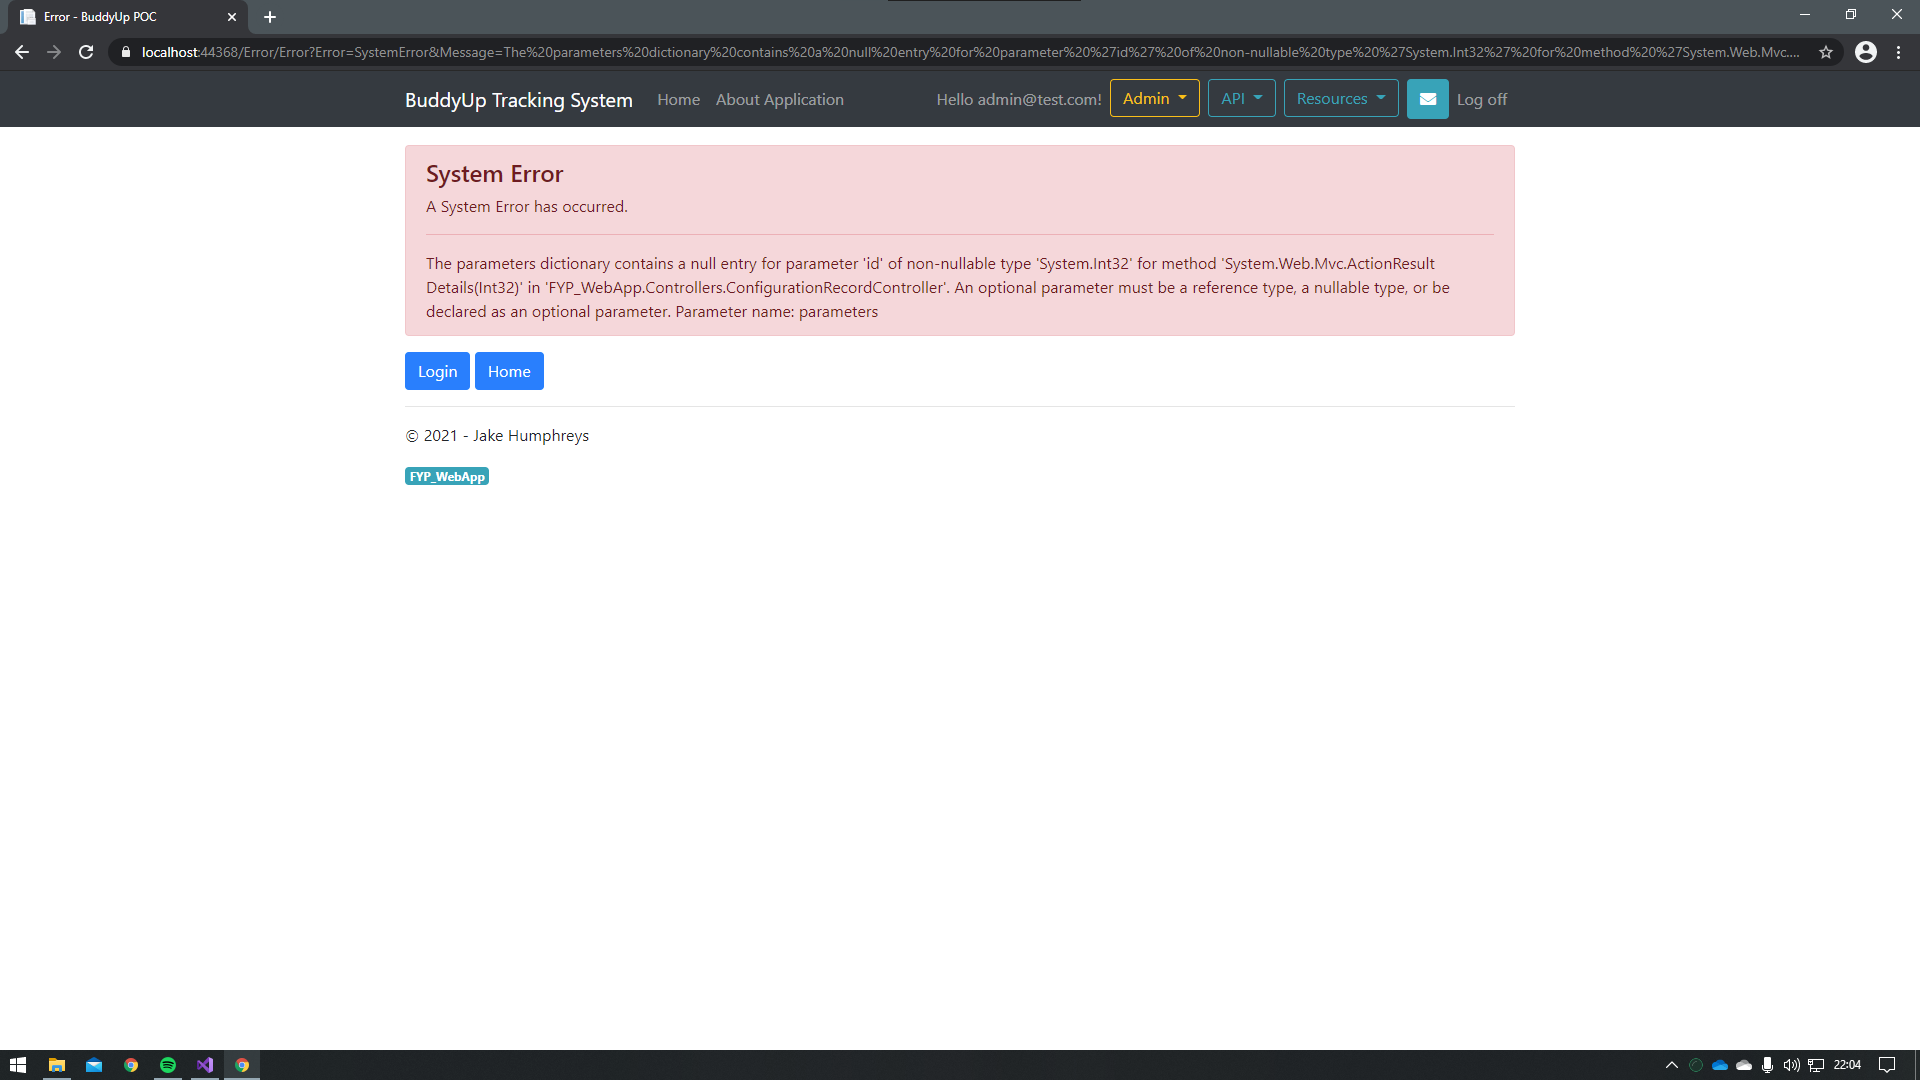 Error - BuddyUp POC
localhost:44368/Error/Error?Error=SystemError&Message=The%20parameters%20dictionary%20contains%20a%20null%20entry%20for%20parameter%20%27id%27%20of%20non-nullable%20type%20%27System.Int32%27%20for%20method%20%27System.Web.Mvc....
BuddyUp Tracking System Home About Application Hello admin@test.com! Admin API Resources Log off
System Error
A System Error has occurred.
The parameters dictionary contains a null entry for parameter 'id' of non-nullable type 'System.Int32' for method 'System.Web.Mvc.ActionResult
Details(Int32)' in 'FYP_WebApp.Controllers.ConfigurationRecordController'. An optional parameter must be a reference type, a nullable type, or be
declared as an optional parameter. Parameter name: parameters
Login Home
© 2021 - Jake Humphreys
FYP_WebApp
22:04